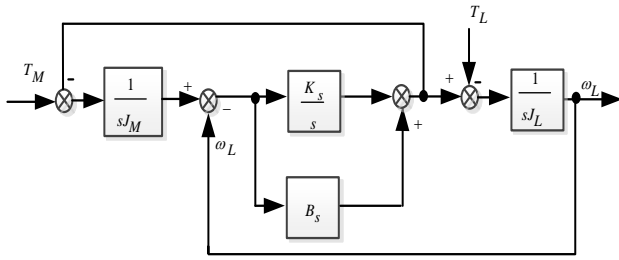 T_L
-
T_M
1
sJ_M
+
−
K_s
s
+
+
-
1
sJ_L
ω_L
ω_L
B_s